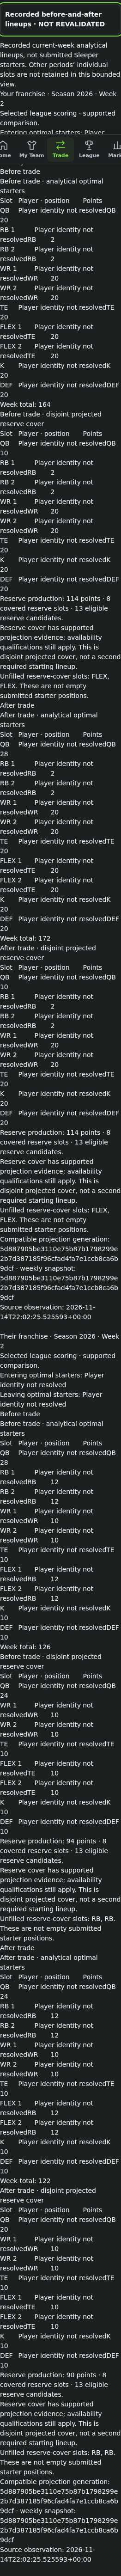 Recorded before-and-after
lineups · NOT REVALIDATED
Recorded current-week analytical
lineups, not submitted Sleeper
starters. Other periods' individual
slots are not retained in this bounded
view.
Your franchise · Season 2026 · Week
2
Selected league scoring · supported
comparison.
Entering optimal starters: Player
My Team
Trade
League
Before trade
Before trade · analytical optimal
starters
Slot Player · position Points
QB Player identity not resolvedQB
20
RB 1 Player identity not
resolvedRB 2
RB 2 Player identity not
resolvedRB 2
WR 1 Player identity not
resolvedWR 20
WR 2 Player identity not
resolvedWR 20
TE Player identity not resolvedTE
20
FLEX 1 Player identity not
resolvedTE 20
FLEX 2 Player identity not
resolvedTE 20
K Player identity not resolvedK
20
DEF Player identity not resolvedDEF
20
Week total: 164
Before trade · disjoint projected
reserve cover
Slot Player · position Points
QB Player identity not resolvedQB
10
RB 1 Player identity not
resolvedRB 2
RB 2 Player identity not
resolvedRB 2
WR 1 Player identity not
resolvedWR 20
WR 2 Player identity not
resolvedWR 20
TE Player identity not resolvedTE
20
K Player identity not resolvedK
20
DEF Player identity not resolvedDEF
20
Reserve production: 114 points · 8
covered reserve slots · 13 eligible
reserve candidates.
Reserve cover has supported
projection evidence; availability
qualifications still apply. This is
disjoint projected cover, not a second
required starting lineup.
Unfilled reserve-cover slots: FLEX,
FLEX. These are not empty
submitted starter positions.
After trade
After trade · analytical optimal
starters
Slot Player · position Points
QB Player identity not resolvedQB
28
RB 1 Player identity not
resolvedRB 2
RB 2 Player identity not
resolvedRB 2
WR 1 Player identity not
resolvedWR 20
WR 2 Player identity not
resolvedWR 20
TE Player identity not resolvedTE
20
FLEX 1 Player identity not
resolvedTE 20
FLEX 2 Player identity not
resolvedTE 20
K Player identity not resolvedK
20
DEF Player identity not resolvedDEF
20
Week total: 172
After trade · disjoint projected
reserve cover
Slot Player · position Points
QB Player identity not resolvedQB
10
RB 1 Player identity not
resolvedRB 2
RB 2 Player identity not
resolvedRB 2
WR 1 Player identity not
resolvedWR 20
WR 2 Player identity not
resolvedWR 20
TE Player identity not resolvedTE
20
K Player identity not resolvedK
20
DEF Player identity not resolvedDEF
20
Reserve production: 114 points · 8
covered reserve slots · 13 eligible
reserve candidates.
Reserve cover has supported
projection evidence; availability
qualifications still apply. This is
disjoint projected cover, not a second
required starting lineup.
Unfilled reserve-cover slots: FLEX,
FLEX. These are not empty
submitted starter positions.
Compatible projection generation:
5d887905be3110e75b87b1798299e
2b7d387185f96cfad4fa7e1ccb8ca6b
9dcf · weekly snapshot:
5d887905be3110e75b87b1798299e
2b7d387185f96cfad4fa7e1ccb8ca6b
9dcf
Source observation: 2026-11-
14T22:02:25.525593+00:00
Their franchise · Season 2026 · Week
2
Selected league scoring · supported
comparison.
Entering optimal starters: Player
identity not resolved
Leaving optimal starters: Player
identity not resolved
Before trade
Before trade · analytical optimal
starters
Slot Player · position Points
QB Player identity not resolvedQB
28
RB 1 Player identity not
resolvedRB 12
RB 2 Player identity not
resolvedRB 12
WR 1 Player identity not
resolvedWR 10
WR 2 Player identity not
resolvedWR 10
TE Player identity not resolvedTE
10
FLEX 1 Player identity not
resolvedRB 12
FLEX 2 Player identity not
resolvedRB 12
K Player identity not resolvedK
10
DEF Player identity not resolvedDEF
10
Week total: 126
Before trade · disjoint projected
reserve cover
Slot Player · position Points
QB Player identity not resolvedQB
24
WR 1 Player identity not
resolvedWR 10
WR 2 Player identity not
resolvedWR 10
TE Player identity not resolvedTE
10
FLEX 1 Player identity not
resolvedTE 10
FLEX 2 Player identity not
resolvedTE 10
K Player identity not resolvedK
10
DEF Player identity not resolvedDEF
10
Reserve production: 94 points · 8
covered reserve slots · 13 eligible
reserve candidates.
Reserve cover has supported
projection evidence; availability
qualifications still apply. This is
disjoint projected cover, not a second
required starting lineup.
Unfilled reserve-cover slots: RB, RB.
These are not empty submitted
starter positions.
After trade
After trade · analytical optimal
starters
Slot Player · position Points
QB Player identity not resolvedQB
24
RB 1 Player identity not
resolvedRB 12
RB 2 Player identity not
resolvedRB 12
WR 1 Player identity not
resolvedWR 10
WR 2 Player identity not
resolvedWR 10
TE Player identity not resolvedTE
10
FLEX 1 Player identity not
resolvedRB 12
FLEX 2 Player identity not
resolvedRB 12
K Player identity not resolvedK
10
DEF Player identity not resolvedDEF
10
Week total: 122
After trade · disjoint projected
reserve cover
Slot Player · position Points
QB Player identity not resolvedQB
20
WR 1 Player identity not
resolvedWR 10
WR 2 Player identity not
resolvedWR 10
TE Player identity not resolvedTE
10
FLEX 1 Player identity not
resolvedTE 10
FLEX 2 Player identity not
resolvedTE 10
K Player identity not resolvedK
10
DEF Player identity not resolvedDEF
10
Reserve production: 90 points · 8
covered reserve slots · 13 eligible
reserve candidates.
Reserve cover has supported
projection evidence; availability
qualifications still apply. This is
disjoint projected cover, not a second
required starting lineup.
Unfilled reserve-cover slots: RB, RB.
These are not empty submitted
starter positions.
Compatible projection generation:
5d887905be3110e75b87b1798299e
2b7d387185f96cfad4fa7e1ccb8ca6b
9dcf · weekly snapshot:
5d887905be3110e75b87b1798299e
2b7d387185f96cfad4fa7e1ccb8ca6b
9dcf
Source observation: 2026-11-
14T22:02:25.525593+00:00